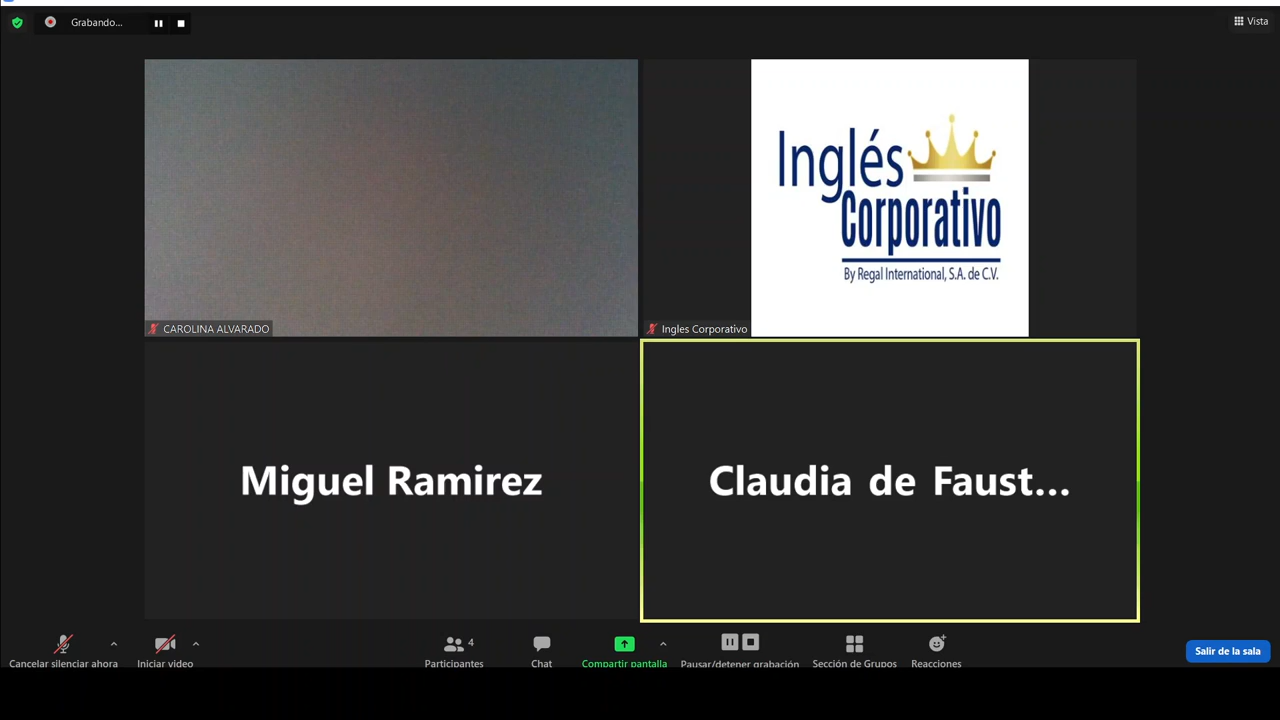 Grabando...
Vista
Inglés
Corporativo
By Regal International, S.A. de C.V.
CAROLINA ALVARADO
Ingles Corporativo
Miguel Ramirez
Claudia de Faust...
4
Cancelar silenciar ahora
Iniciar video
Participantes
Chat
Compartir pantalla
Pausar/detener grabación
Sección de Grupos
Reacciones
Salir de la sala